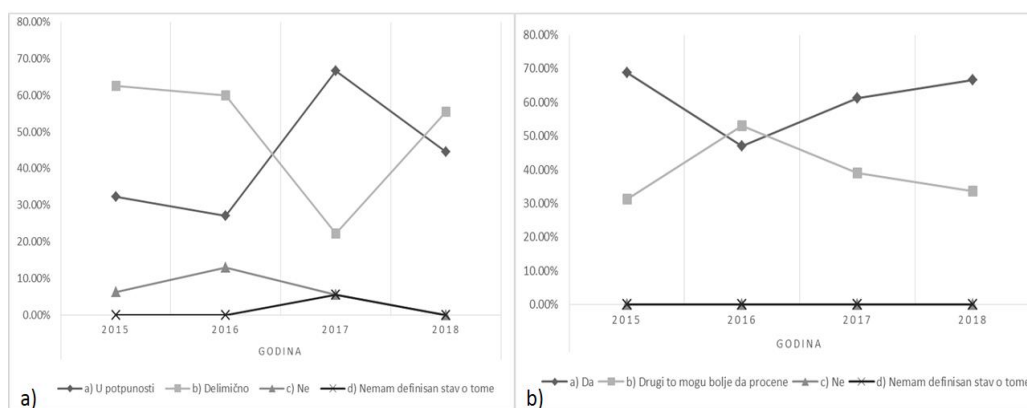 80.00%
70.00%
60.00%
50.00%
40.00%
30.00%
20.00%
10.00%
0.00%
2015 2016 2017 2018
GODINA
a) U potpunosti b) Delimično c) Ne d) Nemam definisan stav o tome
a)
80.00%
70.00%
60.00%
50.00%
40.00%
30.00%
20.00%
10.00%
0.00%
2015 2016 2017 2018
GODINA
a) Da b) Drugi to mogu bolje da procene c) Ne d) Nemam definisan stav o tome
b)